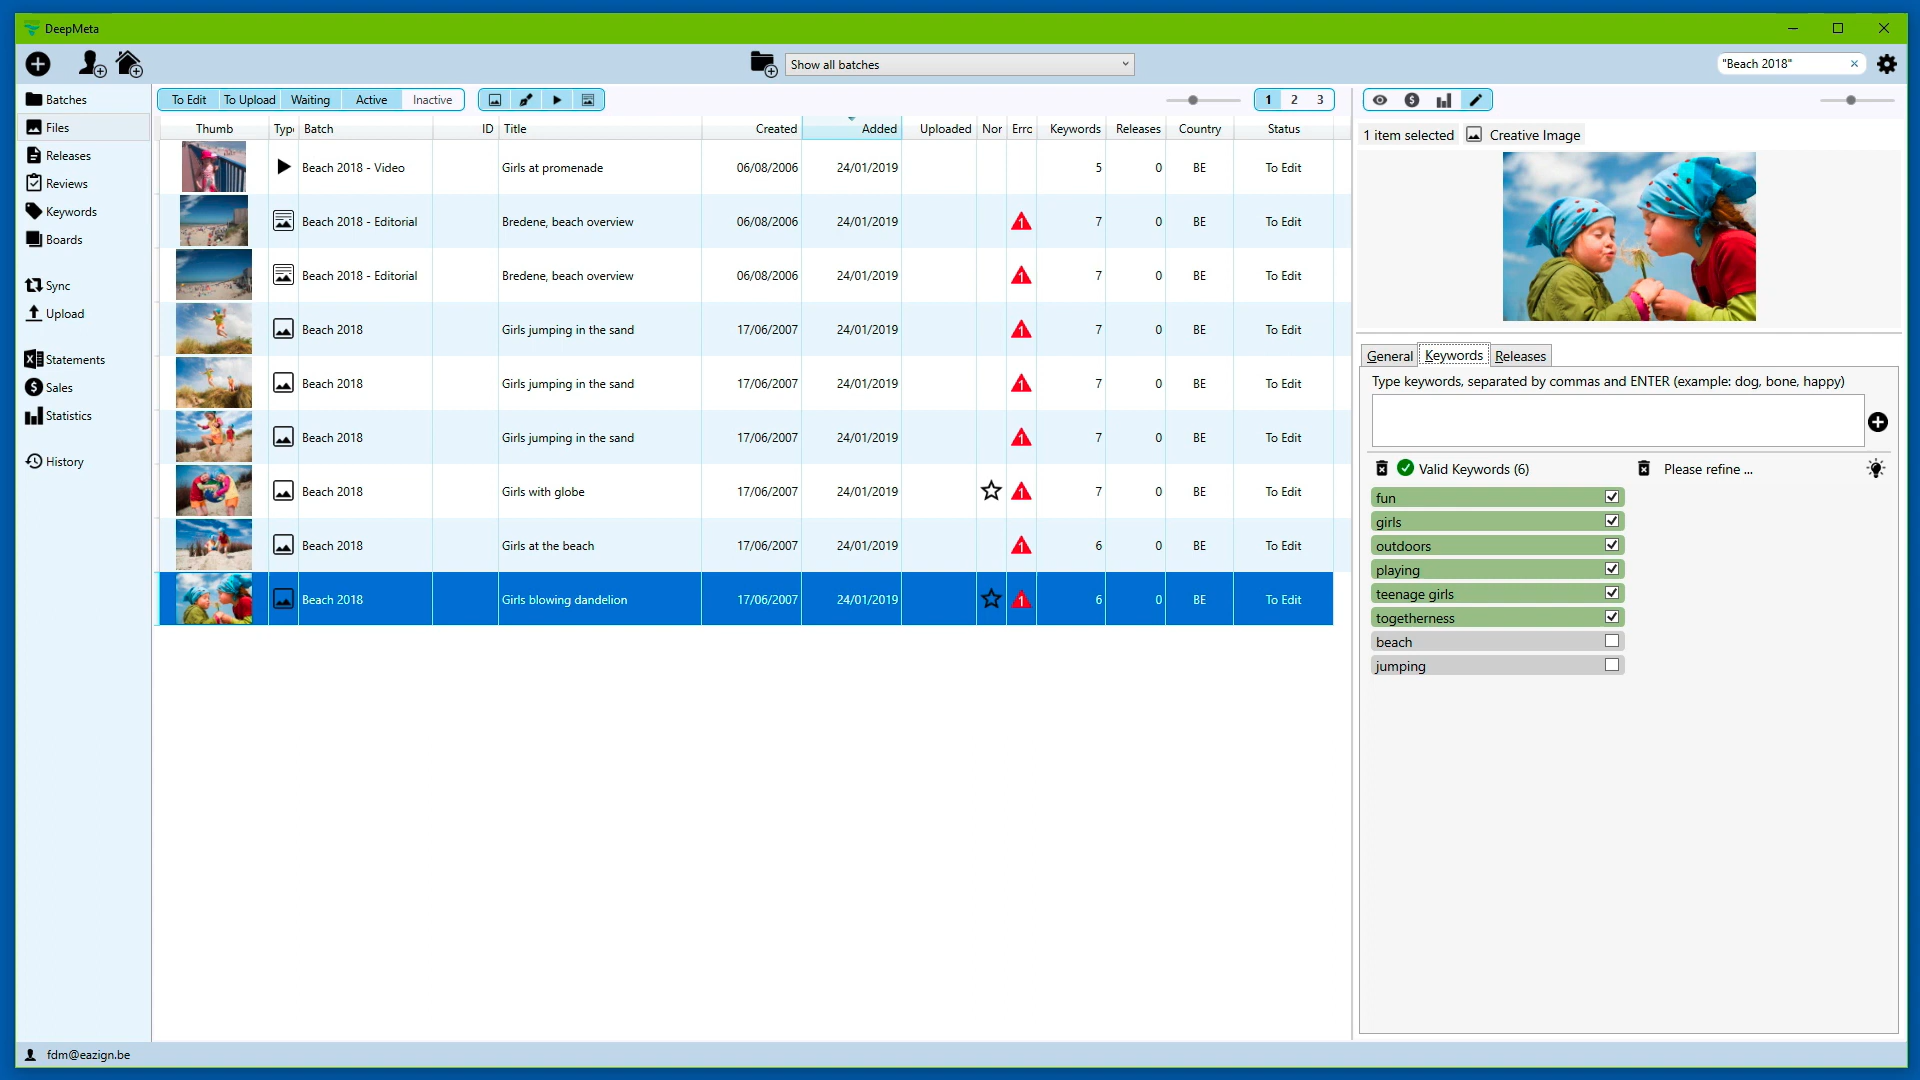 DeepMeta
Show all batches
"Beach 2018"
Batches
Files
Releases
Reviews
Keywords
Boards
Sync
Upload
Statements
Sales
Statistics
History
To Edit To Upload Waiting Active Inactive
1 2 3
Thumb Typ Batch ID Title Created Added Uploaded Nor Erro Keywords Releases Country Status
Beach 2018 - Video Girls at promenade 06/08/2006 24/01/2019 5 0 BE To Edit
Beach 2018 - Editorial Bredene, beach overview 06/08/2006 24/01/2019 1 7 0 BE To Edit
Beach 2018 - Editorial Bredene, beach overview 06/08/2006 24/01/2019 1 7 0 BE To Edit
Beach 2018 Girls jumping in the sand 17/06/2007 24/01/2019 1 7 0 BE To Edit
Beach 2018 Girls jumping in the sand 17/06/2007 24/01/2019 1 7 0 BE To Edit
Beach 2018 Girls jumping in the sand 17/06/2007 24/01/2019 1 7 0 BE To Edit
Beach 2018 Girls with globe 17/06/2007 24/01/2019 1 7 0 BE To Edit
Beach 2018 Girls at the beach 17/06/2007 24/01/2019 1 6 0 BE To Edit
Beach 2018 Girls blowing dandelion 17/06/2007 24/01/2019 1 6 0 BE To Edit
1 item selected Creative Image
General Keywords Releases
Type keywords, separated by commas and ENTER (example: dog, bone, happy)
Valid Keywords (6) Please refine ...
fun
girls
outdoors
playing
teenage girls
togetherness
beach
jumping
fdm@eazign.be